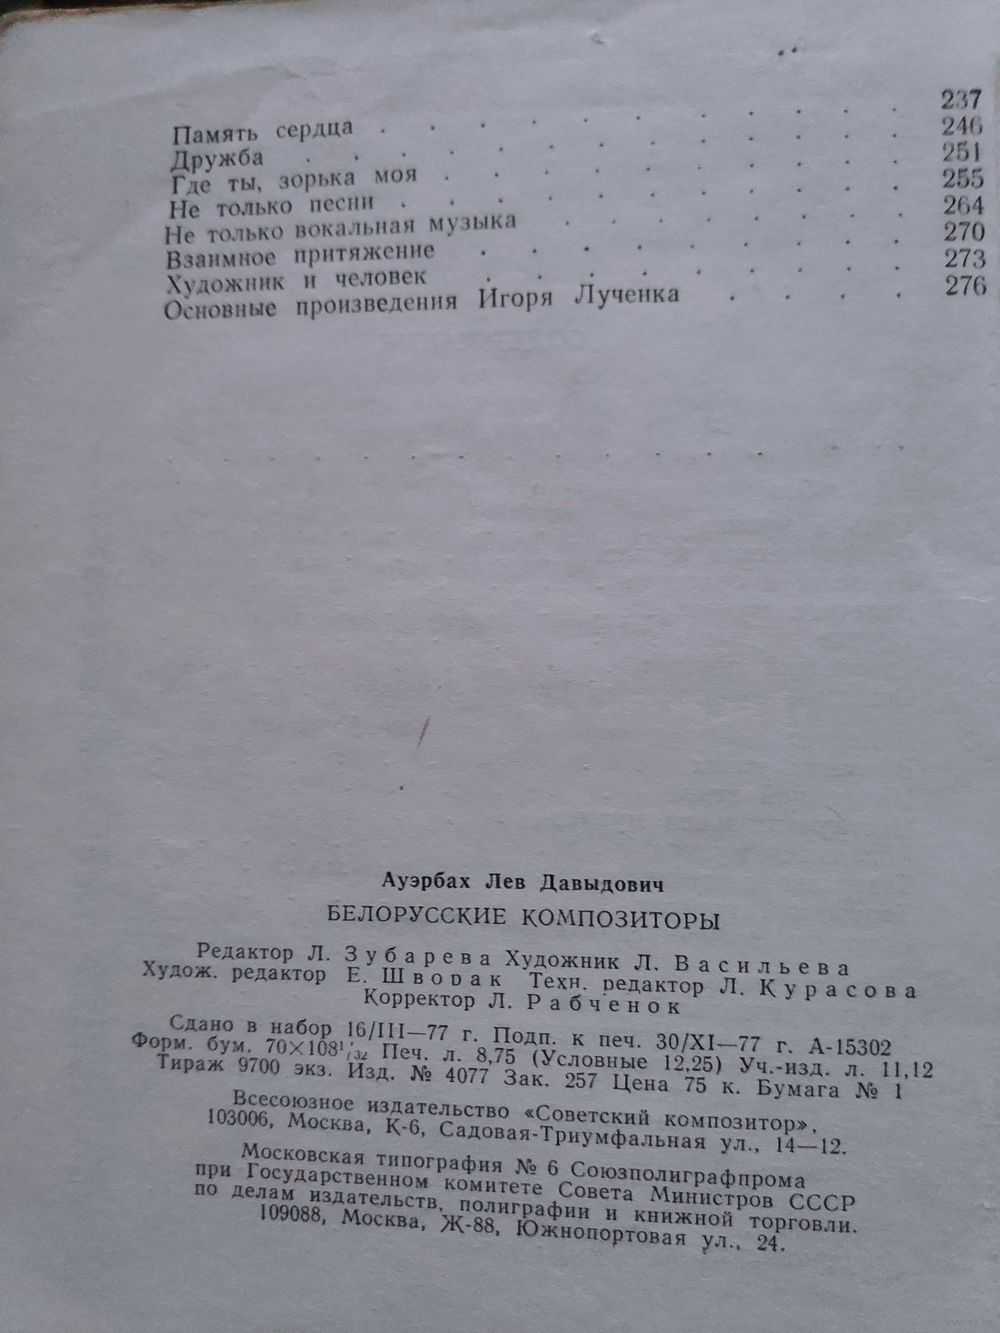 Память сердца . . . . . . . . . . . 237
Дружба . . . . . . . . . . . . . 246
Где ты, зорька моя . . . . . . . . . . 251
Не только песни . . . . . . . . . . . 255
Не только вокальная музыка . . . . . . . 264
Взаимное притяжение . . . . . . . . . 270
Художник и человек . . . . . . . . . 273
Основные произведения Игоря Лученка . . . . 276
Ауэрбах Лев Давыдович
БЕЛОРУССКИЕ КОМПОЗИТОРЫ
Редактор Л. Зубарева Художник Л. Васильева
Худож. редактор Е. Шворак Техн. редактор Л. Курасова
Корректор Л. Рабченок
Сдано в набор 16/III—77 г. Подп. к печ. 30/XI—77 г. А-15302
Форм. бум. 70×108¹/₃₂ Печ. л. 8,75 (Условные 12,25) Уч.-изд. л. 11,12
Тираж 9700 экз. Изд. № 4077 Зак. 257 Цена 75 к. Бумага № 1
Всесоюзное издательство «Советский композитор»,
103006, Москва, К-6, Садовая-Триумфальная ул., 14—12.
Московская типография № 6 Союзполиграфпрома
при Государственном комитете Совета Министров СССР
по делам издательств, полиграфии и книжной торговли.
109088, Москва, Ж-88, Южнопортовая ул., 24.